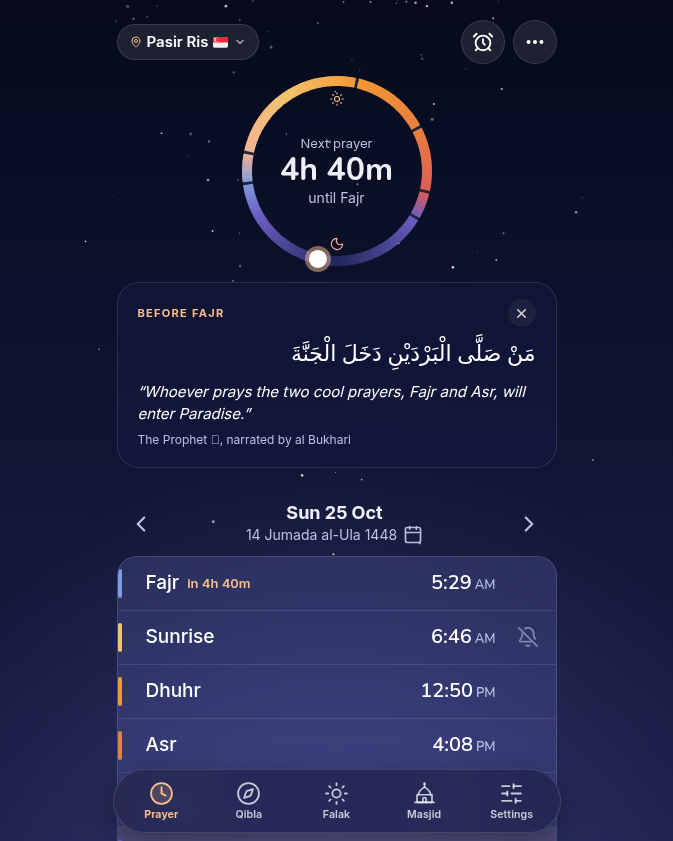 Pasir Ris 🇸🇬
Next prayer
4h 40m
until Fajr
BEFORE FAJR
مَنْ صَلَّى الْبَرْدَيْنِ دَخَلَ الْجَنَّةَ
“Whoever prays the two cool prayers, Fajr and Asr, will
enter Paradise.”
The Prophet , narrated by al Bukhari
Sun 25 Oct
14 Jumada al-Ula 1448
Fajr in 4h 40m 5:29 AM
Sunrise 6:46 AM
Dhuhr 12:50 PM
Asr 4:08 PM
Prayer Qibla Falak Masjid Settings